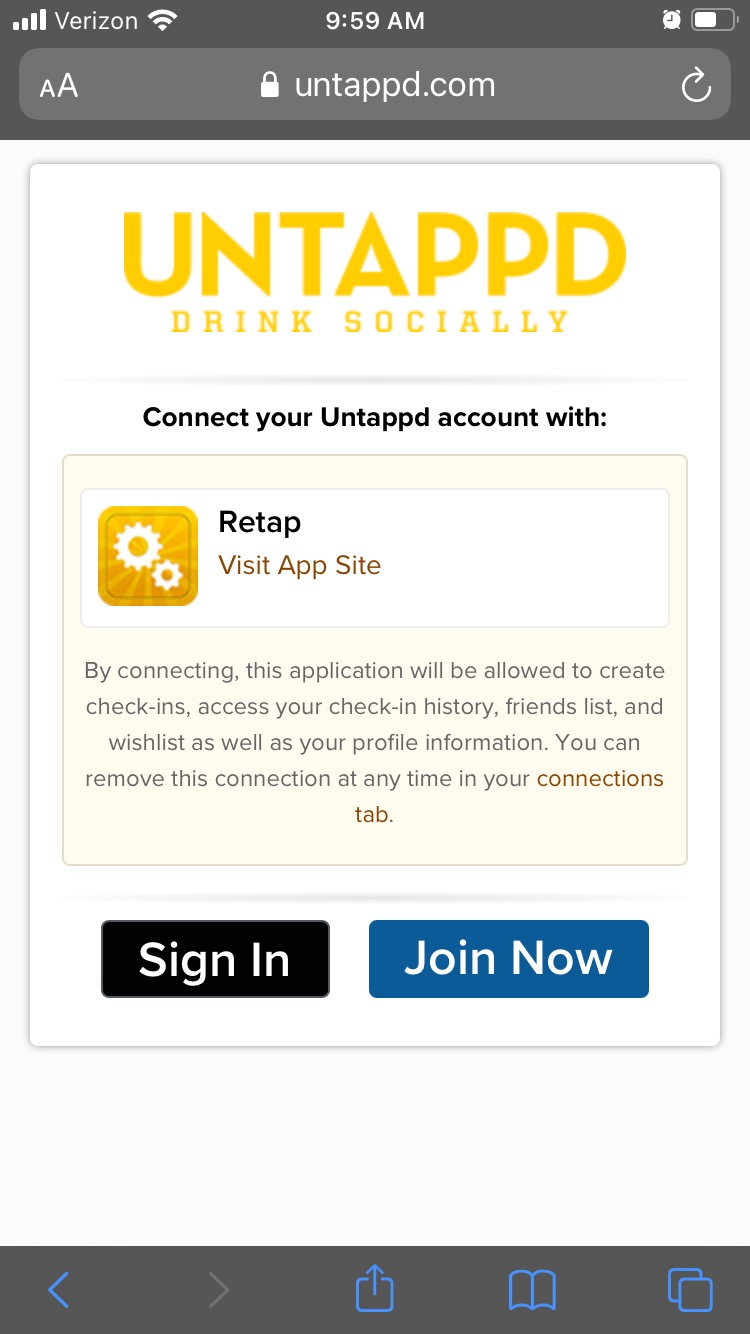 Verizon 9:59 AM
AA untappd.com
UNTAPPD
DRINK SOCIALLY
Connect your Untappd account with:
Retap
Visit App Site
By connecting, this application will be allowed to create
check-ins, access your check-in history, friends list, and
wishlist as well as your profile information. You can
remove this connection at any time in your connections
tab.
Sign In Join Now